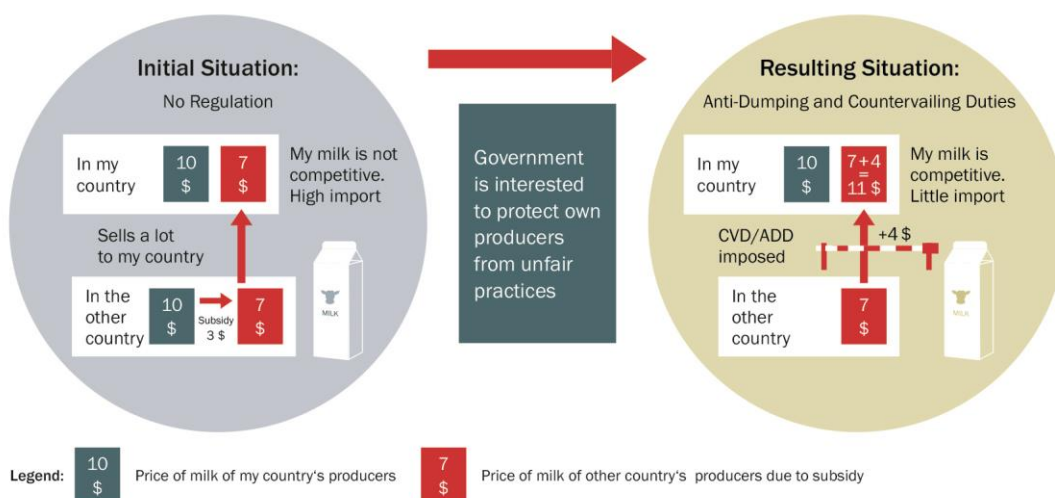 Initial Situation:
No Regulation
In my
country
10
$
7
$
My milk is not
competitive.
High import
Sells a lot
to my country
In the
other
country
10
$
Subsidy
3 $
7
$
MILK
Government
is interested
to protect own
producers
from unfair
practices
Resulting Situation:
Anti-Dumping and Countervailing Duties
In my
country
10
$
7+4
=
11 $
My milk is
competitive.
Little import
CVD/ADD
imposed
+4 $
In the
other
country
7
$
MILK
Legend:
10
$
Price of milk of my country's producers
7
$
Price of milk of other country's producers due to subsidy